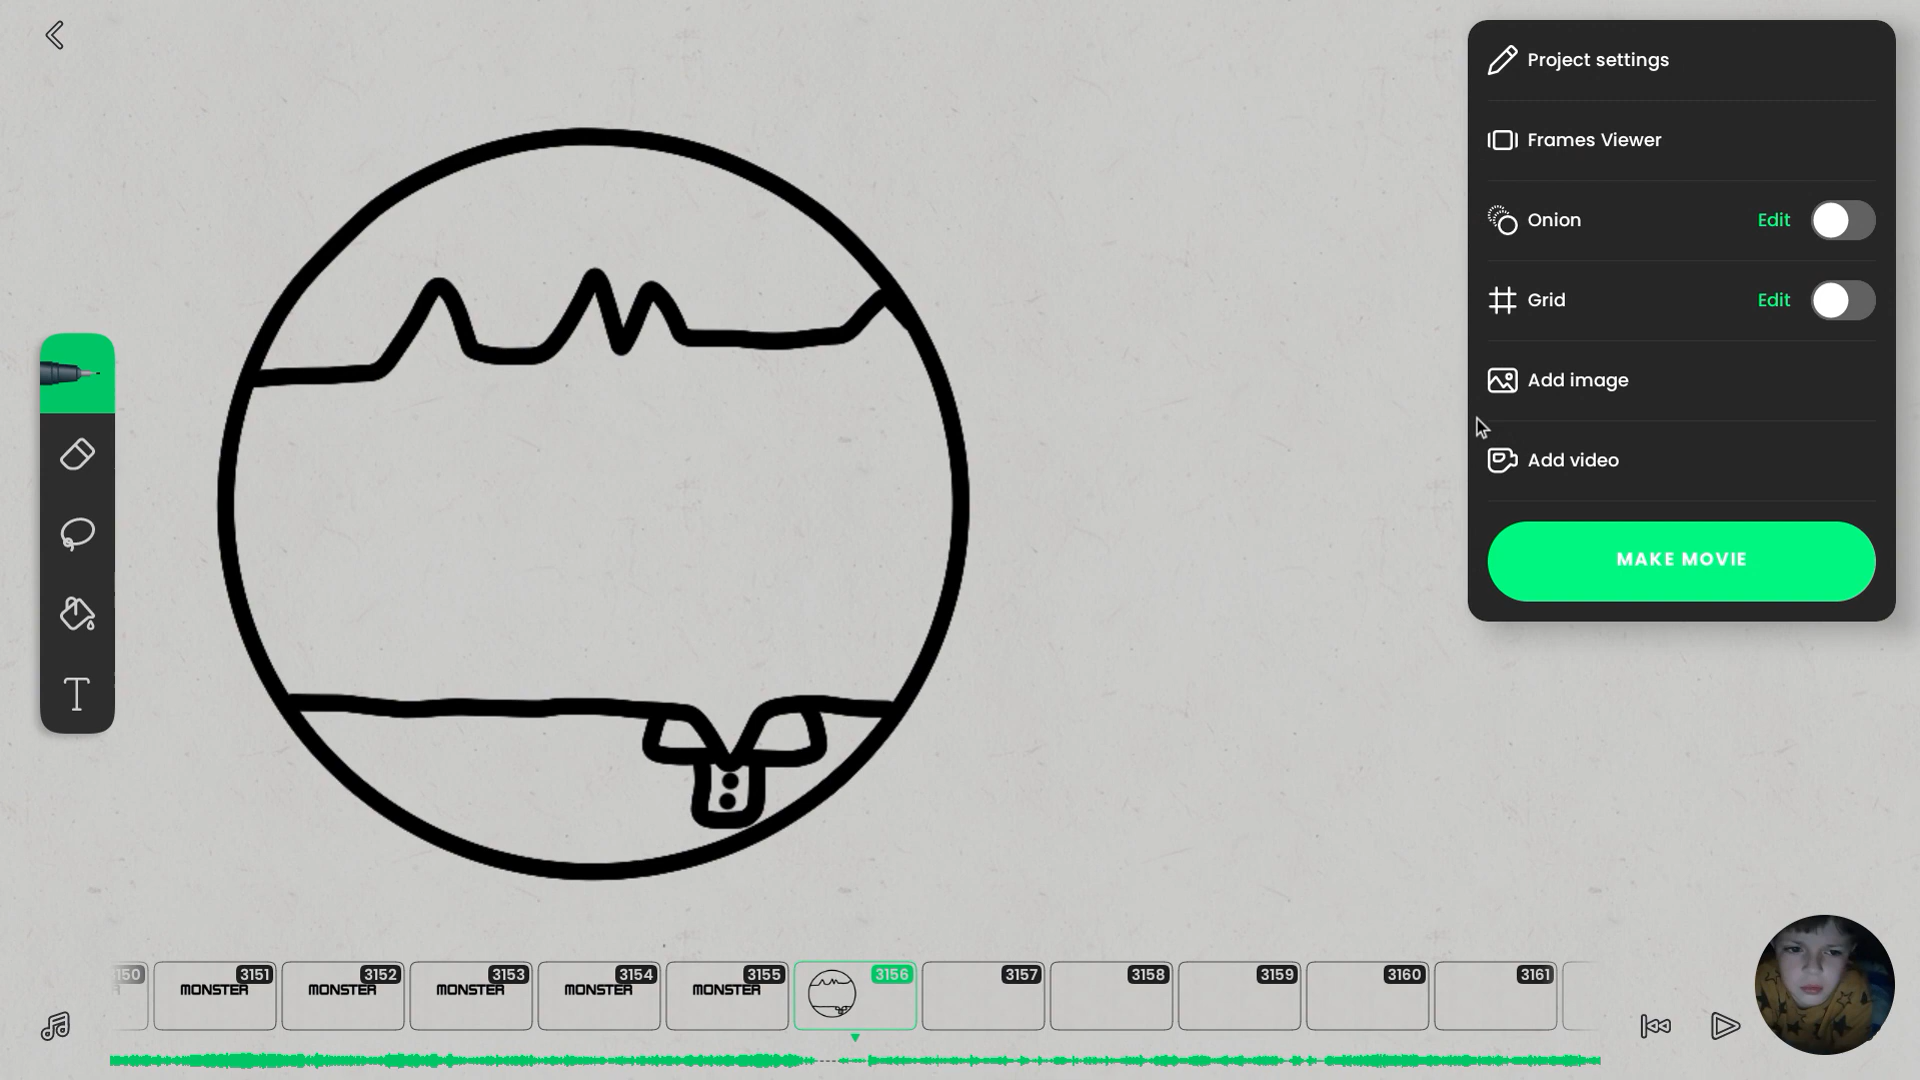 Project settings
Frames Viewer
Onion Edit
Grid Edit
Add image
Add video
MAKE MOVIE
T
150 3151 3152 3153 3154 3155 3156 3157 3158 3159 3160 3161
MONSTER MONSTER MONSTER MONSTER MONSTER